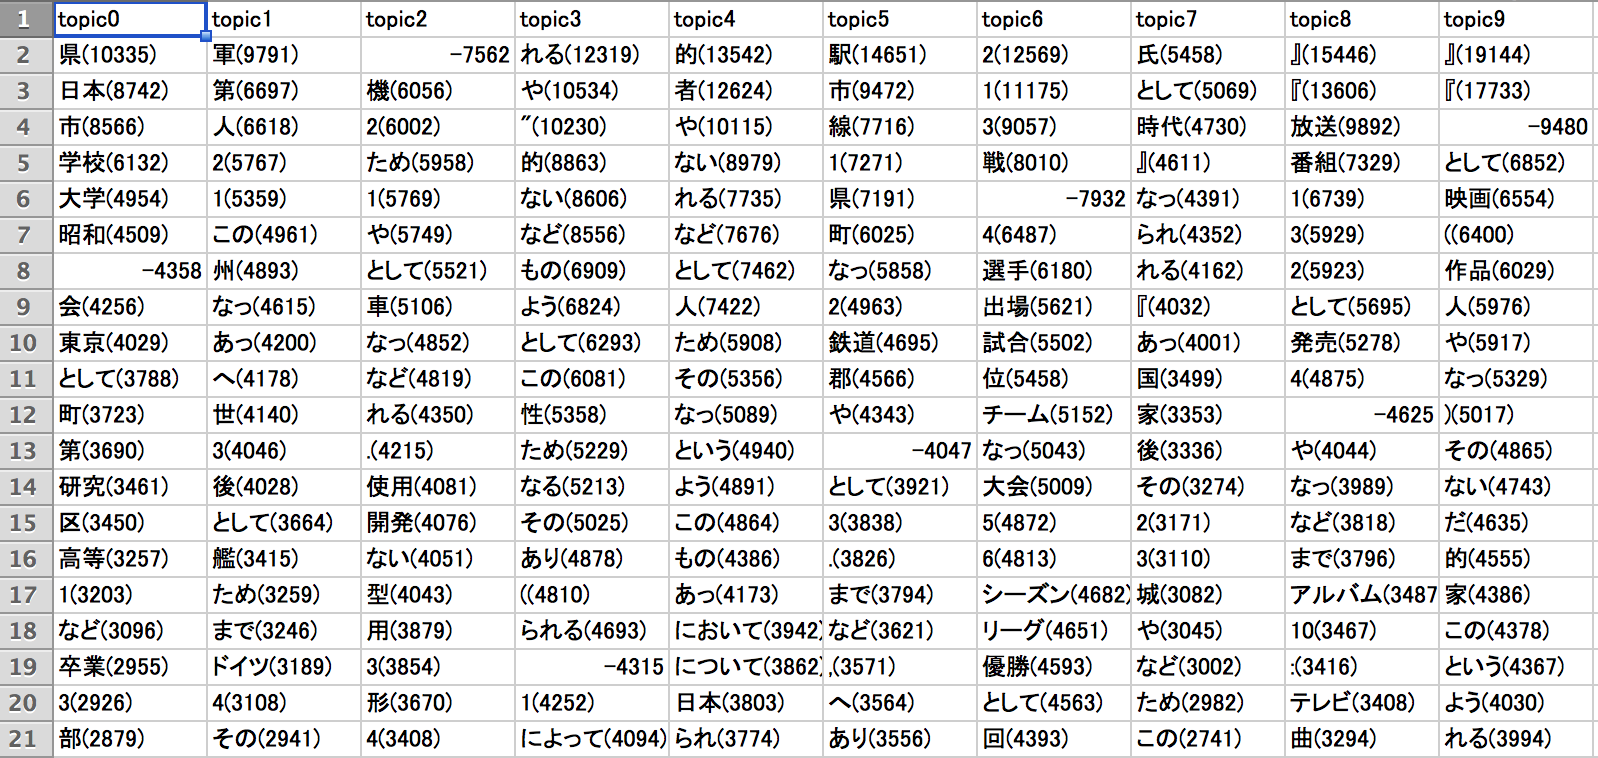 1 topic0 topic1 topic2 topic3 topic4 topic5 topic6 topic7 topic8 topic9
2 県(10335) 軍(9791) -7562 れる(12319) 的(13542) 駅(14651) 2(12569) 氏(5458) 』(15446) 』(19144)
3 日本(8742) 第(6697) 機(6056) や(10534) 者(12624) 市(9472) 1(11175) として(5069) 『(13606) 『(17733)
4 市(8566) 人(6618) 2(6002) ″(10230) や(10115) 線(7716) 3(9057) 時代(4730) 放送(9892) -9480
5 学校(6132) 2(5767) ため(5958) 的(8863) ない(8979) 1(7271) 戦(8010) 』(4611) 番組(7329) として(6852)
6 大学(4954) 1(5359) 1(5769) ない(8606) れる(7735) 県(7191) -7932 なっ(4391) 1(6739) 映画(6554)
7 昭和(4509) この(4961) や(5749) など(8556) など(7676) 町(6025) 4(6487) られ(4352) 3(5929) ((6400)
8 -4358 州(4893) として(5521) もの(6909) として(7462) なっ(5858) 選手(6180) れる(4162) 2(5923) 作品(6029)
9 会(4256) なっ(4615) 車(5106) よう(6824) 人(7422) 2(4963) 出場(5621) 『(4032) として(5695) 人(5976)
10 東京(4029) あっ(4200) なっ(4852) として(6293) ため(5908) 鉄道(4695) 試合(5502) あっ(4001) 発売(5278) や(5917)
11 として(3788) へ(4178) など(4819) この(6081) その(5356) 郡(4566) 位(5458) 国(3499) 4(4875) なっ(5329)
12 町(3723) 世(4140) れる(4350) 性(5358) なっ(5089) や(4343) チーム(5152) 家(3353) -4625 )(5017)
13 第(3690) 3(4046) .(4215) ため(5229) という(4940) -4047 なっ(5043) 後(3336) や(4044) その(4865)
14 研究(3461) 後(4028) 使用(4081) なる(5213) よう(4891) として(3921) 大会(5009) その(3274) なっ(3989) ない(4743)
15 区(3450) として(3664) 開発(4076) その(5025) この(4864) 3(3838) 5(4872) 2(3171) など(3818) だ(4635)
16 高等(3257) 艦(3415) ない(4051) あり(4878) もの(4386) .(3826) 6(4813) 3(3110) まで(3796) 的(4555)
17 1(3203) ため(3259) 型(4043) ((4810) あっ(4173) まで(3794) シーズン(4682) 城(3082) アルバム(3487 家(4386)
18 など(3096) まで(3246) 用(3879) られる(4693) において(3942) など(3621) リーグ(4651) や(3045) 10(3467) この(4378)
19 卒業(2955) ドイツ(3189) 3(3854) -4315 について(3862) ,(3571) 優勝(4593) など(3002) :(3416) という(4367)
20 3(2926) 4(3108) 形(3670) 1(4252) 日本(3803) へ(3564) として(4563) ため(2982) テレビ(3408) よう(4030)
21 部(2879) その(2941) 4(3408) によって(4094) られ(3774) あり(3556) 回(4393) この(2741) 曲(3294) れる(3994)